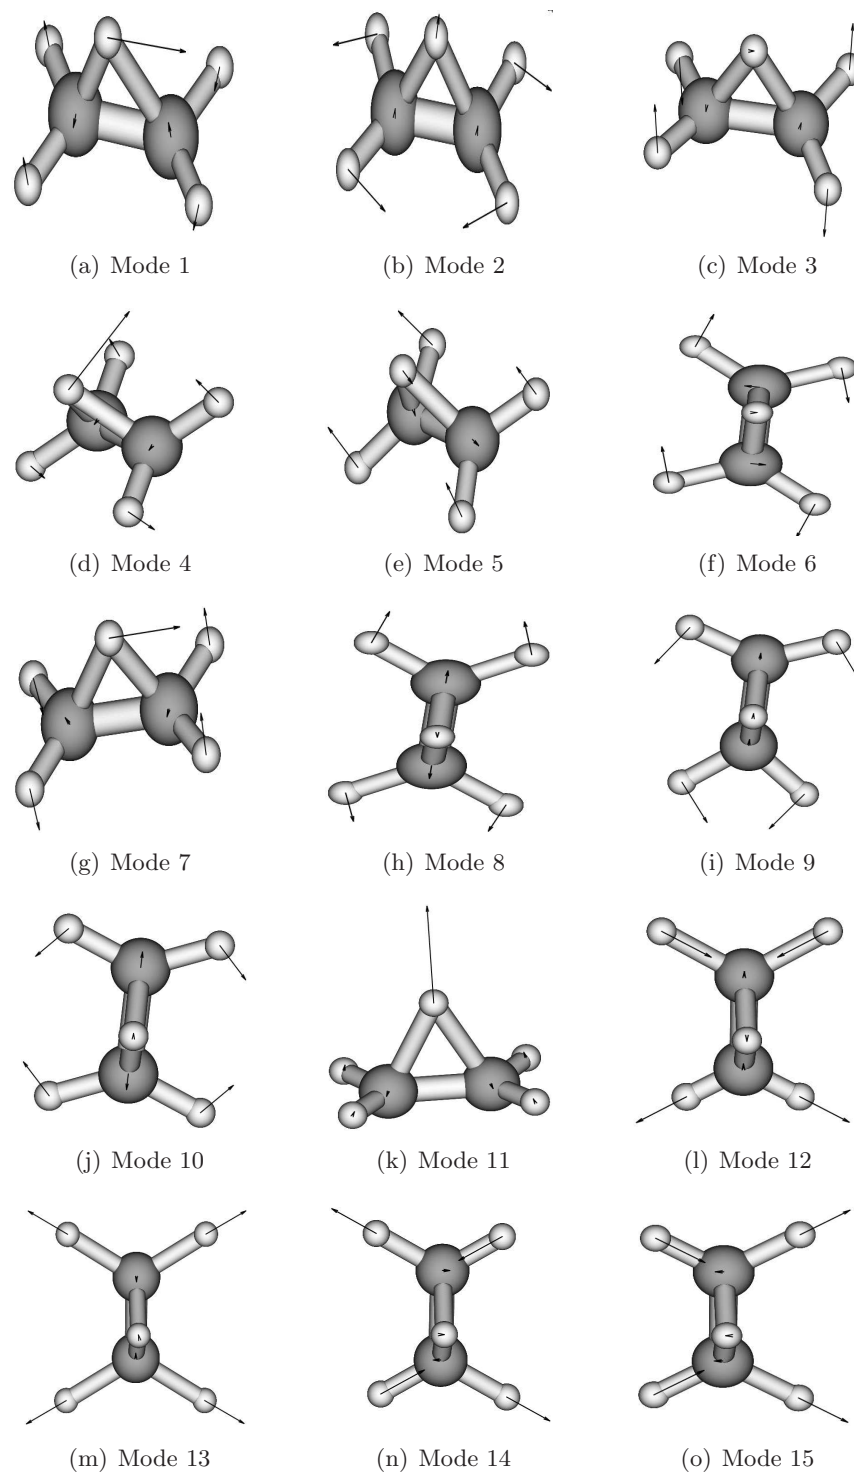 (a) Mode 1
(b) Mode 2
(c) Mode 3
(d) Mode 4
(e) Mode 5
(f) Mode 6
(g) Mode 7
(h) Mode 8
(i) Mode 9
(j) Mode 10
(k) Mode 11
(l) Mode 12
(m) Mode 13
(n) Mode 14
(o) Mode 15